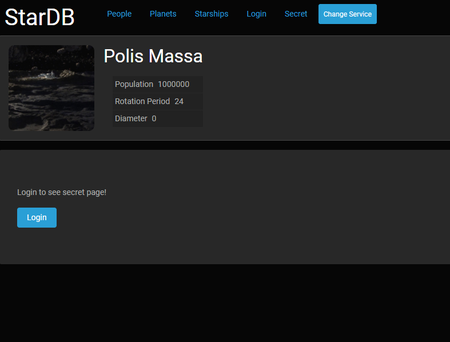 StarDB People Planets Starships Login Secret Change Service
Polis Massa
Population 1000000
Rotation Period 24
Diameter 0
Login to see secret page!
Login